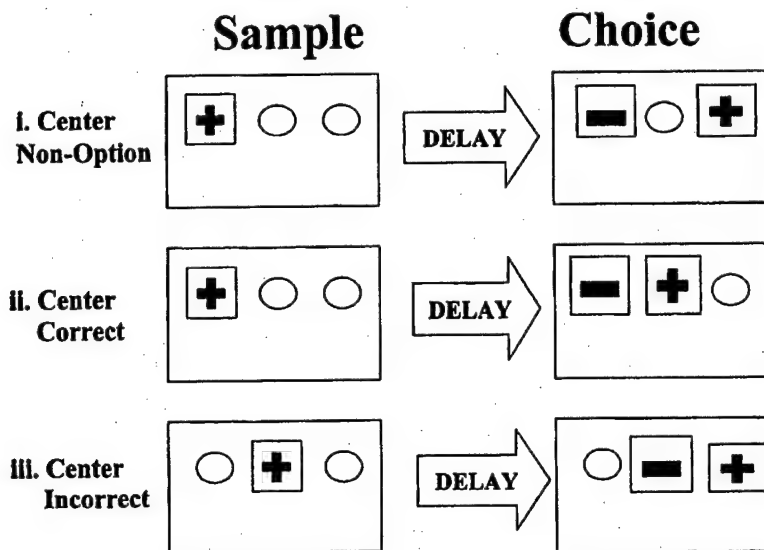 Sample Choice
i. Center
Non-Option
DELAY
ii. Center
Correct
DELAY
iii. Center
Incorrect
DELAY